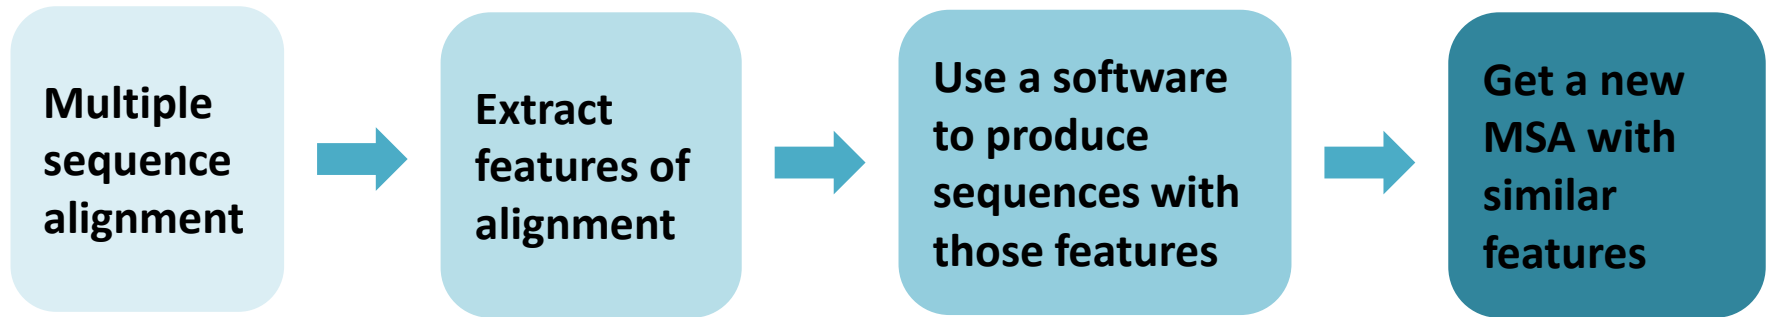 Multiple
sequence
alignment
Extract
features of
alignment
Use a software
to produce
sequences with
those features
Get a new
MSA with
similar
features